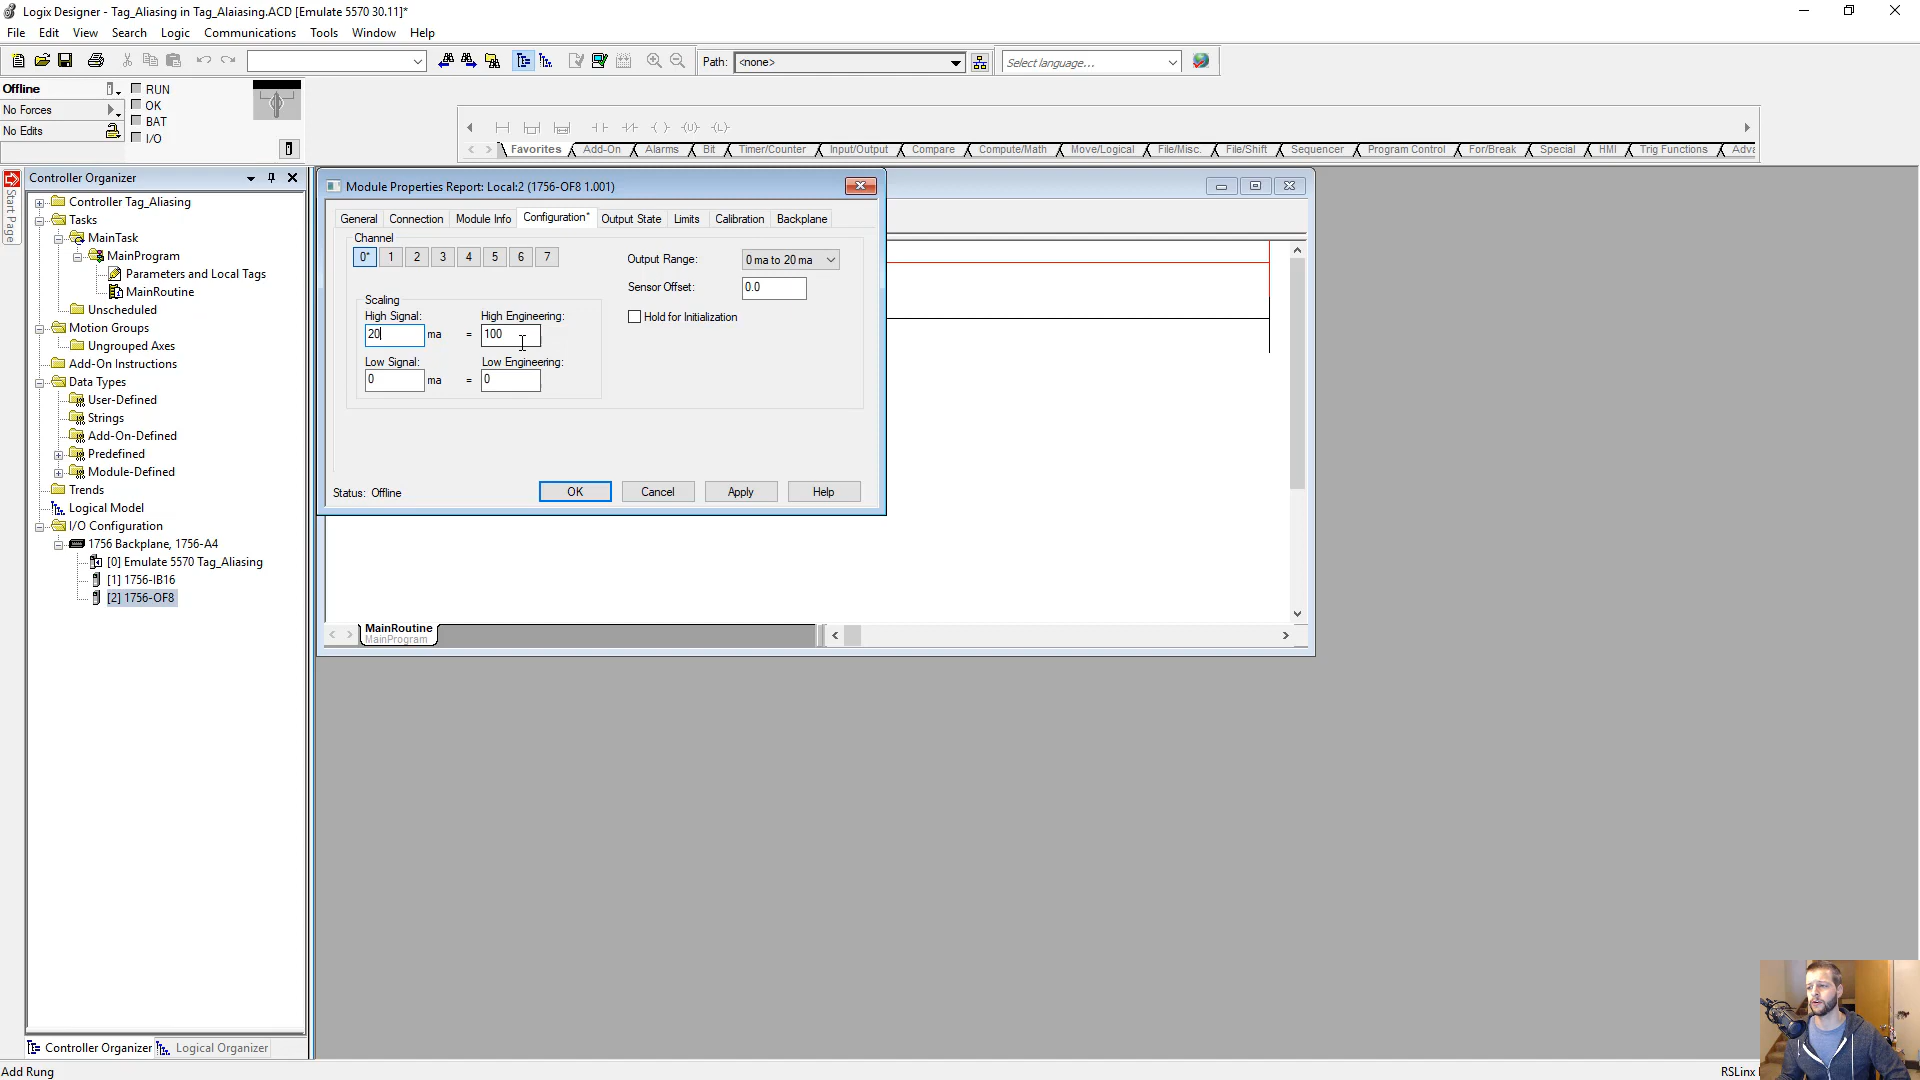 Logix Designer - Tag_Aliasing in Tag_Alaiasing.ACD [Emulate 5570 30.11]*
File Edit View Search Logic Communications Tools Window Help
Path: <none>
Select language...
Offline
RUN
No Forces
OK
No Edits
BAT
I/O
Favorites Add-On Alarms Bit Timer/Counter Input/Output Compare Compute/Math Move/Logical File/Misc. File/Shift Sequencer Program Control For/Break Special HMI Trig Functions
Start Page
Controller Organizer
Controller Tag_Aliasing
Tasks
MainTask
MainProgram
Parameters and Local Tags
MainRoutine
Unscheduled
Motion Groups
Ungrouped Axes
Add-On Instructions
Data Types
User-Defined
Strings
Add-On-Defined
Predefined
Module-Defined
Trends
Logical Model
I/O Configuration
1756 Backplane, 1756-A4
[0] Emulate 5570 Tag_Aliasing
[1] 1756-IB16
[2] 1756-OF8
Controller Organizer Logical Organizer
Add Rung
Module Properties Report: Local:2 (1756-OF8 1.001)
General Connection Module Info Configuration* Output State Limits Calibration Backplane
Channel
0* 1 2 3 4 5 6 7
Output Range: 0 ma to 20 ma
Sensor Offset: 0.0
Hold for Initialization
Scaling
High Signal: High Engineering:
20 ma = 100
Low Signal: Low Engineering:
0 ma = 0
Status: Offline
OK Cancel Apply Help
MainRoutine
MainProgram
RSLinx